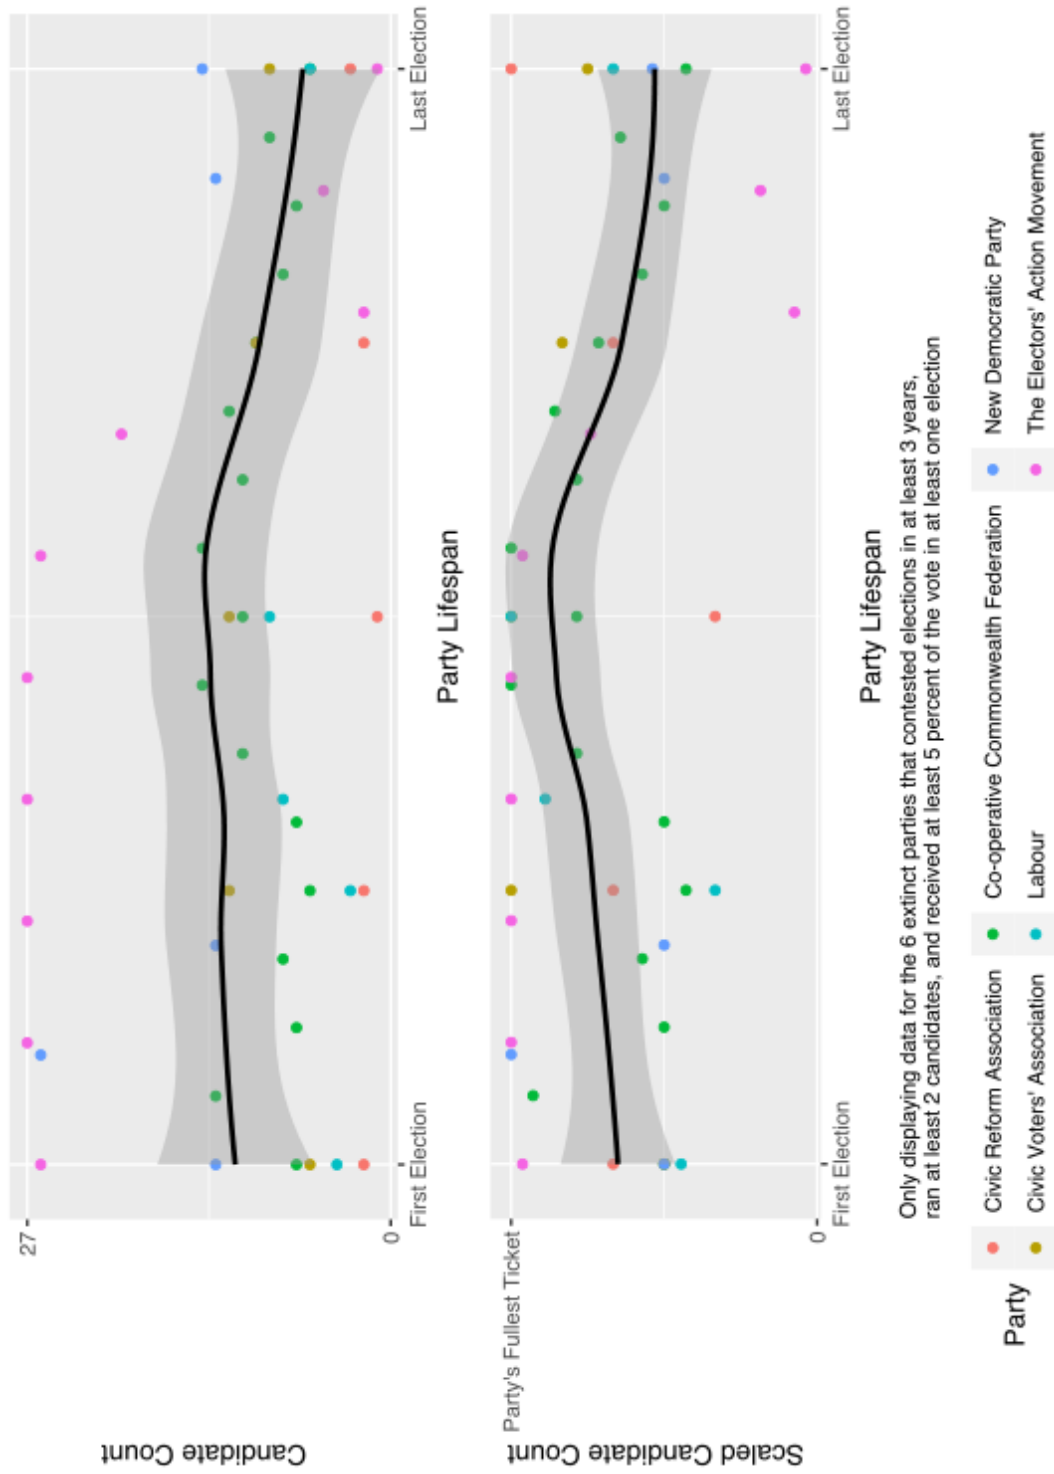 Candidate Count
27
0
First Election
Last Election
Party Lifespan
Scaled Candidate Count
Party's Fullest Ticket
0
First Election
Last Election
Party Lifespan
Only displaying data for the 6 extinct parties that contested elections in at least 3 years,
ran at least 2 candidates, and received at least 5 percent of the vote in at least one election
Party
Civic Reform Association
Co-operative Commonwealth Federation
New Democratic Party
Civic Voters' Association
Labour
The Electors' Action Movement